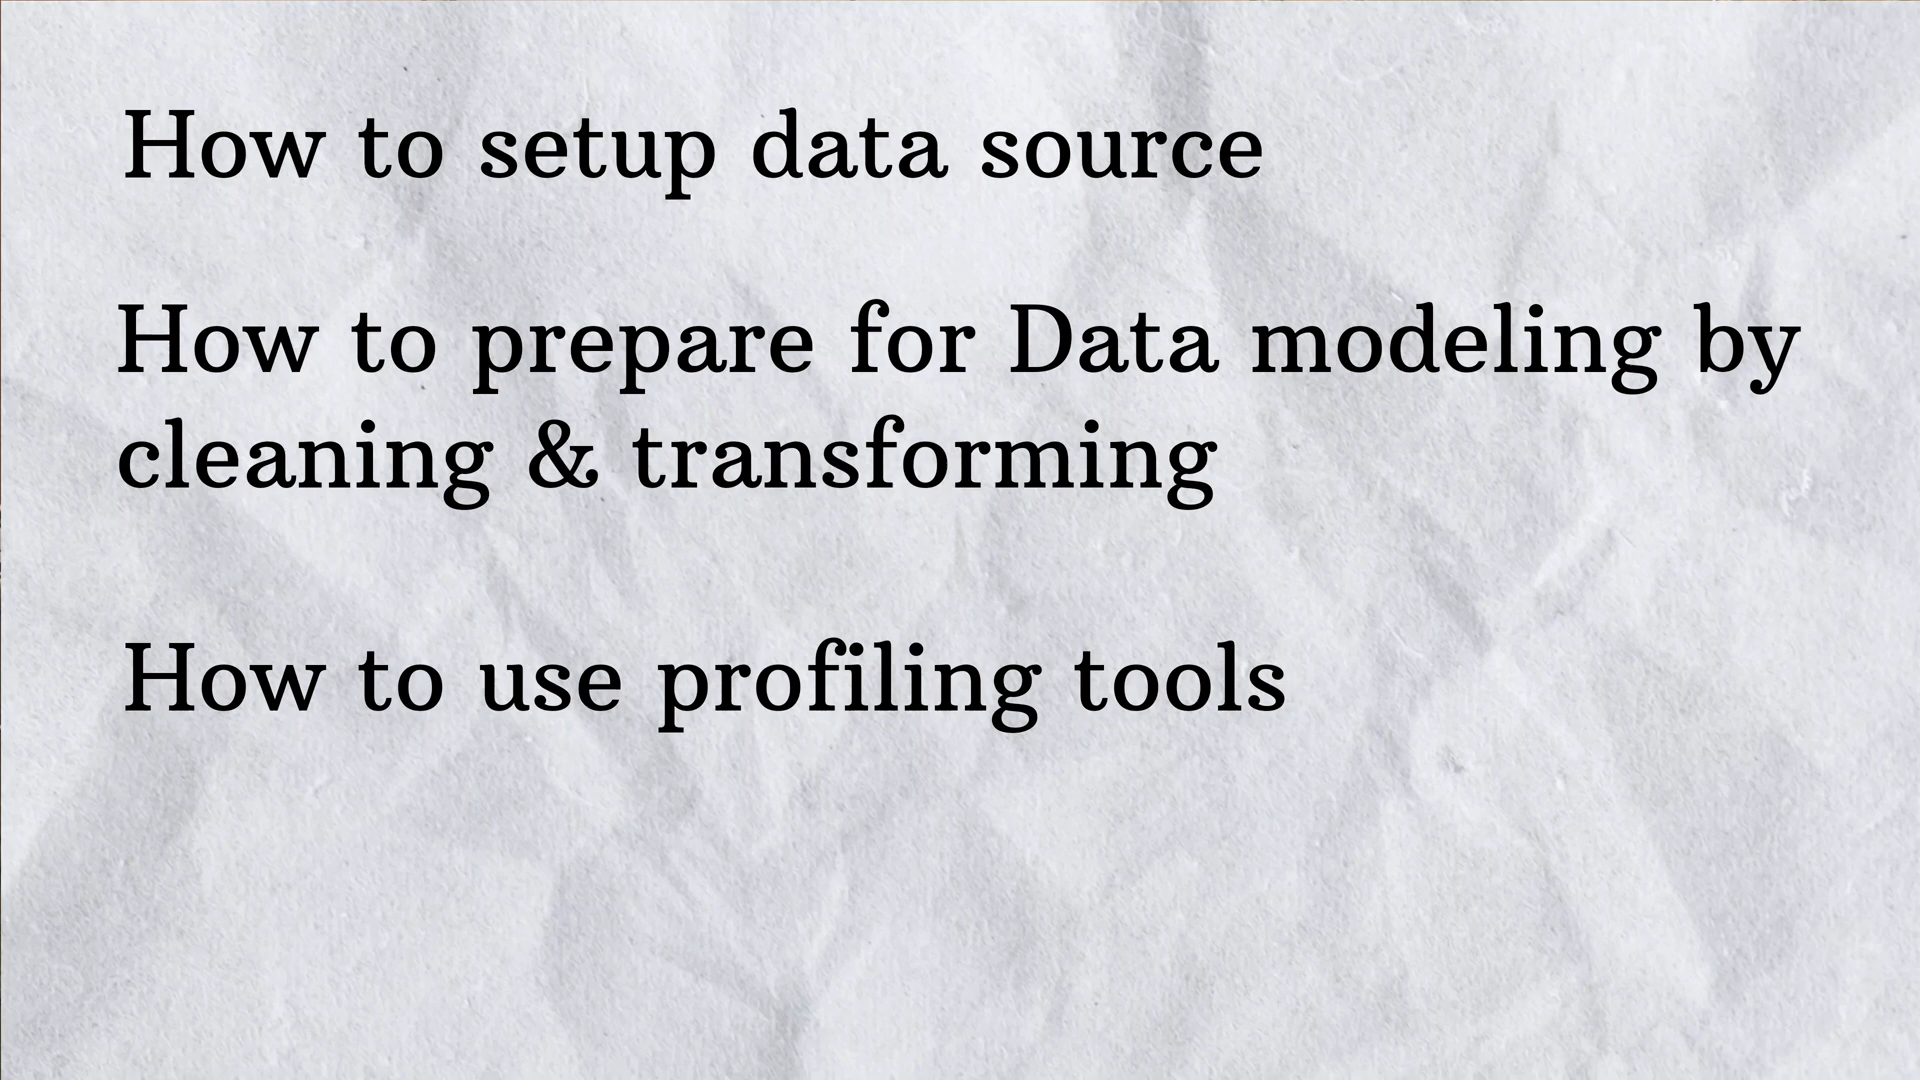 How to setup data source
How to prepare for Data modeling by
cleaning & transforming
How to use profiling tools